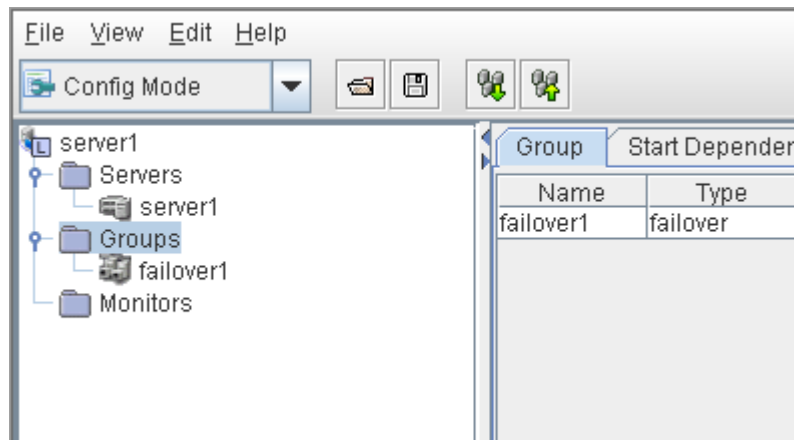 File View Edit Help
Config Mode
server1
Servers
server1
Groups
failover1
Monitors
Group Start Depender
Name Type
failover1 failover